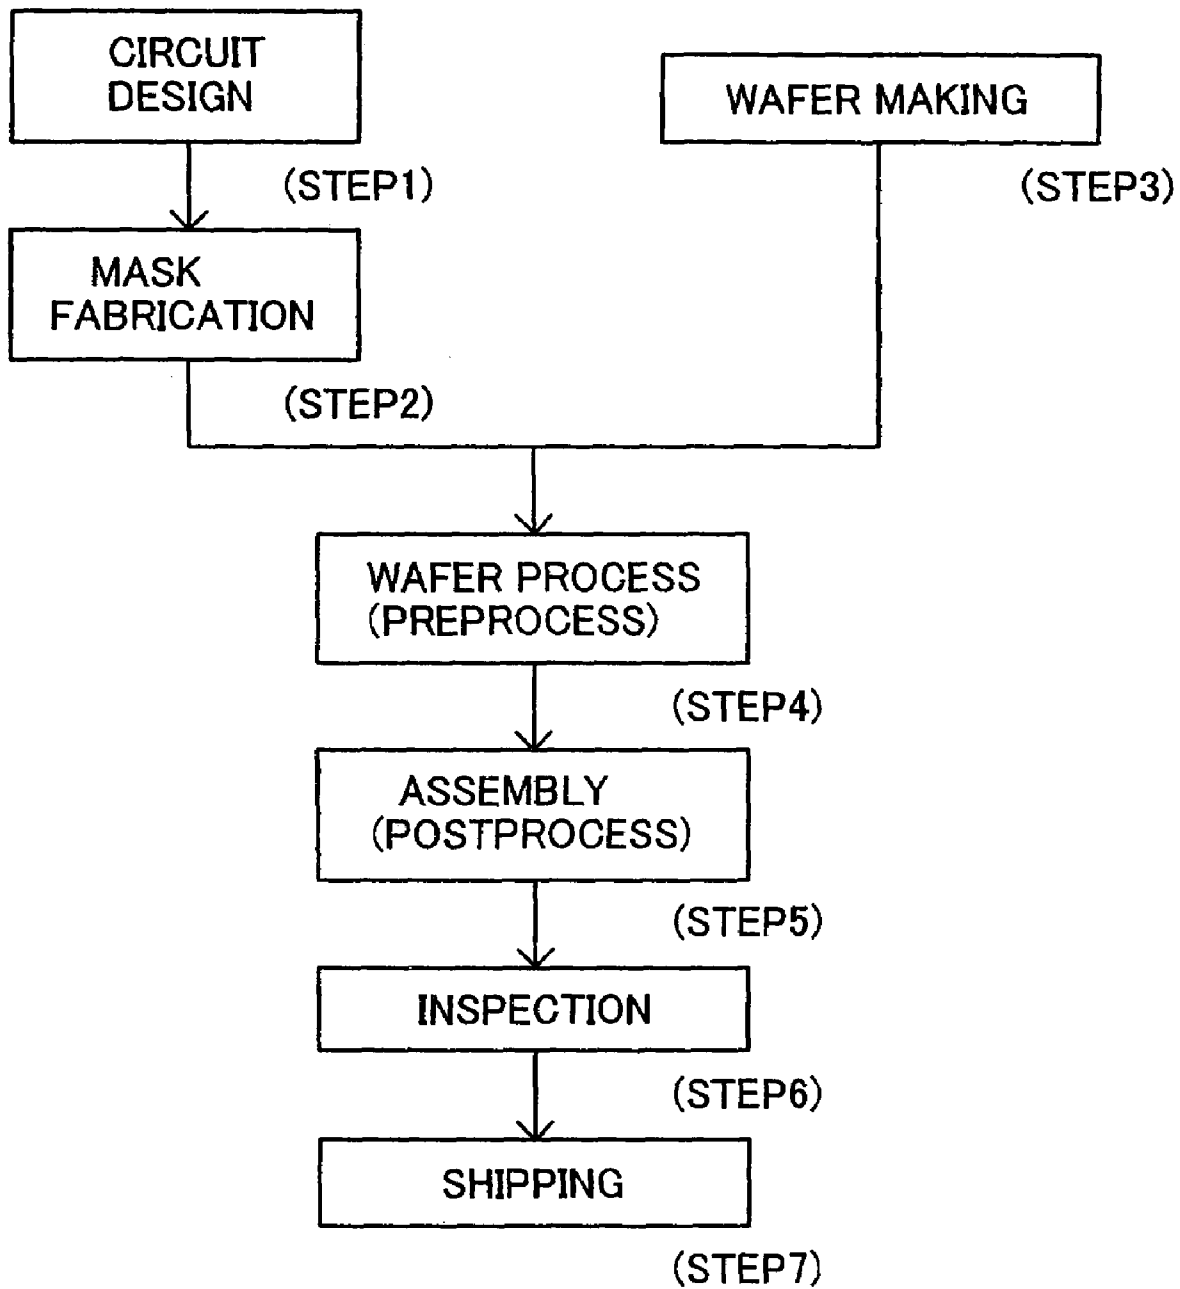 CIRCUIT
DESIGN
(STEP1)
MASK
FABRICATION
(STEP2)
WAFER MAKING
(STEP3)
WAFER PROCESS
(PREPROCESS)
(STEP4)
ASSEMBLY
(POSTPROCESS)
(STEP5)
INSPECTION
(STEP6)
SHIPPING
(STEP7)